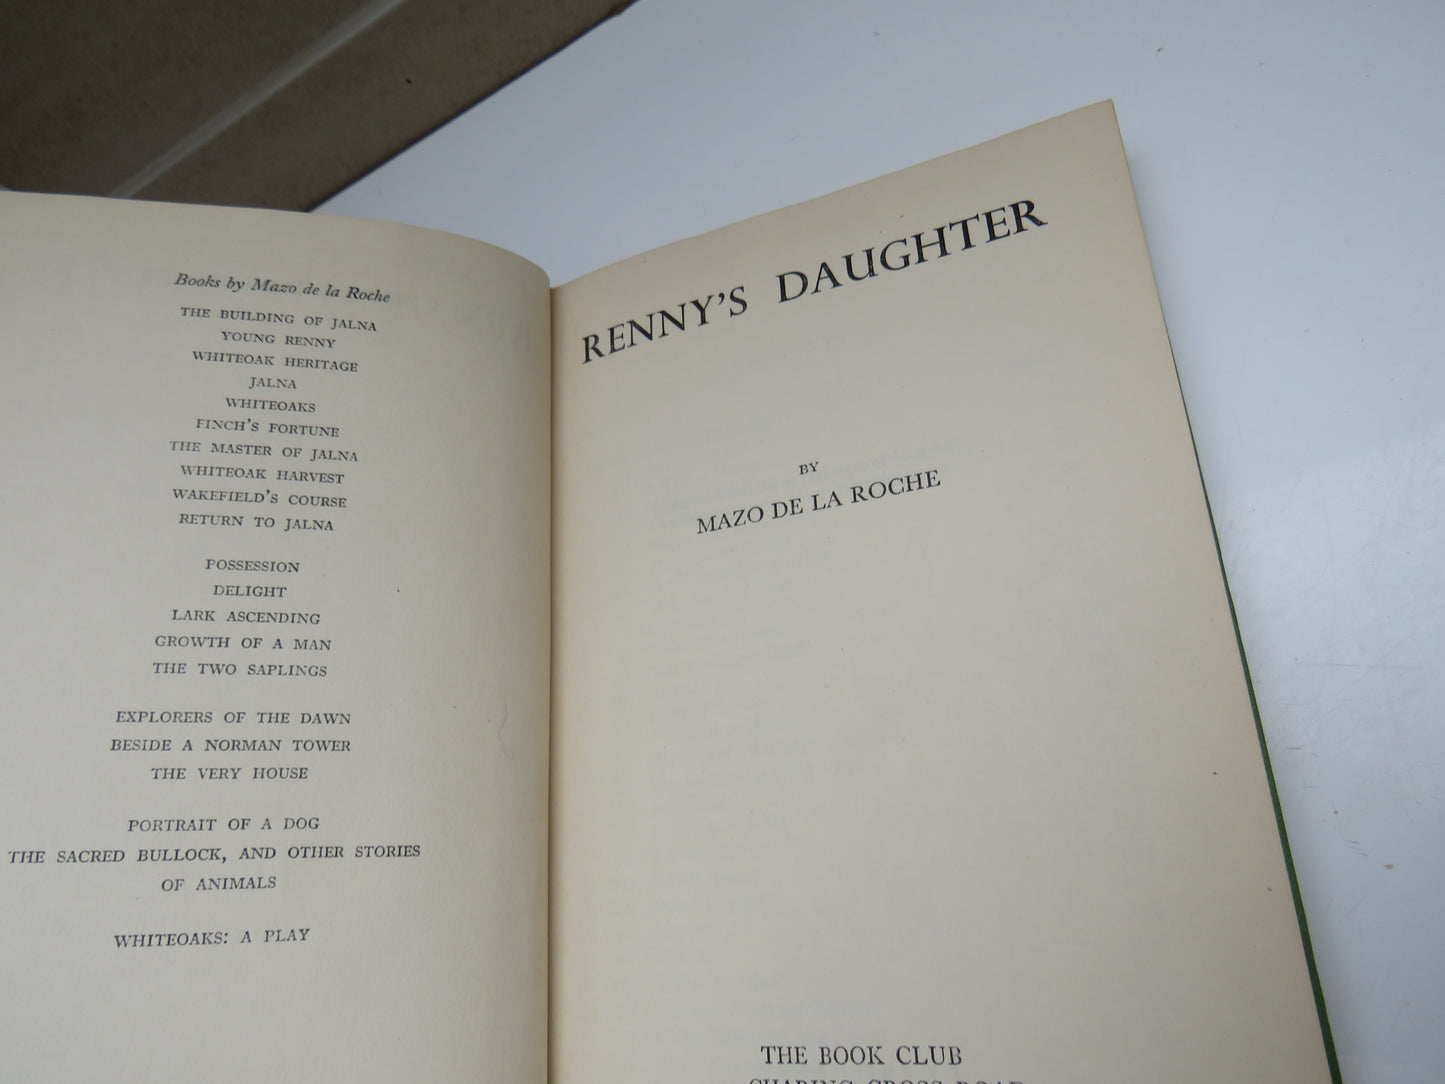 Books by Mazo de la Roche
THE BUILDING OF JALNA
YOUNG RENNY
WHITEOAK HERITAGE
JALNA
WHITEOAKS
FINCH'S FORTUNE
THE MASTER OF JALNA
WHITEOAK HARVEST
WAKEFIELD'S COURSE
RETURN TO JALNA
POSSESSION
DELIGHT
LARK ASCENDING
GROWTH OF A MAN
THE TWO SAPLINGS
EXPLORERS OF THE DAWN
BESIDE A NORMAN TOWER
THE VERY HOUSE
PORTRAIT OF A DOG
THE SACRED BULLOCK, AND OTHER STORIES
OF ANIMALS
WHITEOAKS: A PLAY
RENNY'S DAUGHTER
BY
MAZO DE LA ROCHE
THE BOOK CLUB
CHARING CROSS ROAD